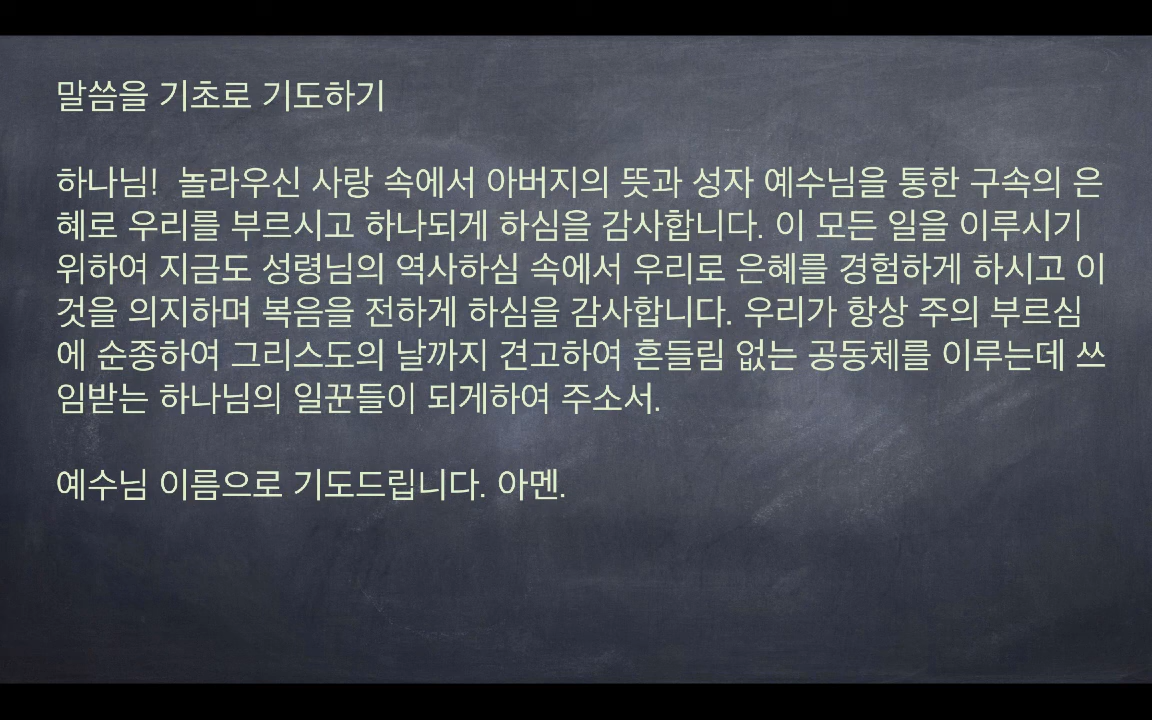 말씀을 기초로 기도하기
하나님! 놀라우신 사랑 속에서 아버지의 뜻과 성자 예수님을 통한 구속의 은
혜로 우리를 부르시고 하나되게 하심을 감사합니다. 이 모든 일을 이루시기
위하여 지금도 성령님의 역사하심 속에서 우리로 은혜를 경험하게 하시고 이
것을 의지하며 복음을 전하게 하심을 감사합니다. 우리가 항상 주의 부르심
에 순종하여 그리스도의 날까지 견고하여 흔들림 없는 공동체를 이루는데 쓰
임받는 하나님의 일꾼들이 되게하여 주소서.
예수님 이름으로 기도드립니다. 아멘.